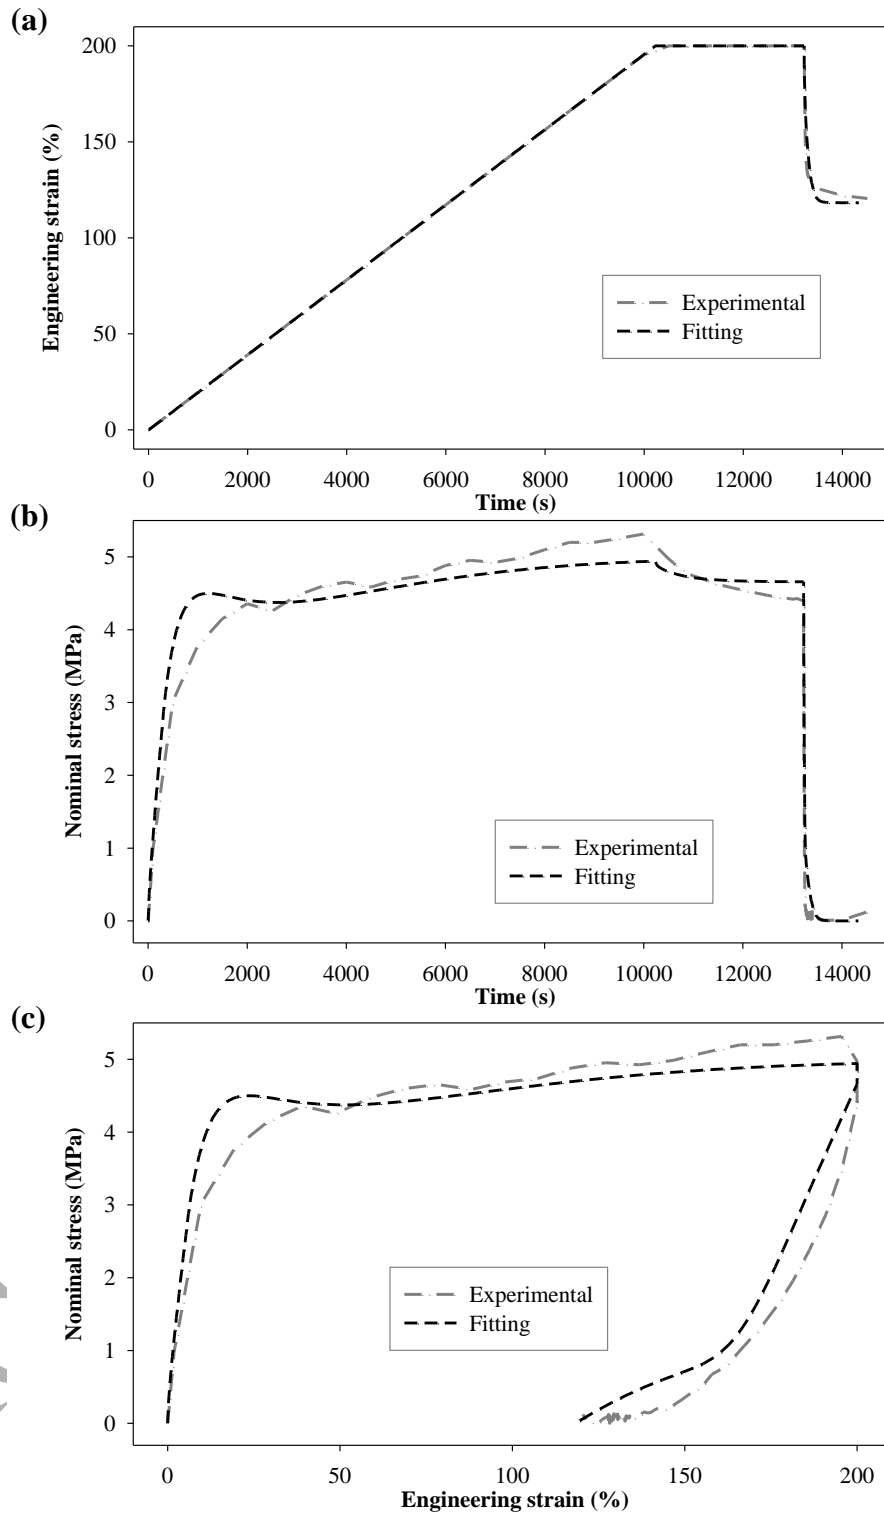 (a)
200
150
100
50
0
Engineering strain (%)
Experimental
Fitting
0 2000 4000 6000 8000 10000 12000 14000
Time (s)
(b)
5
4
3
2
1
0
Nominal stress (MPa)
Experimental
Fitting
0 2000 4000 6000 8000 10000 12000 14000
Time (s)
(c)
5
4
3
2
1
0
Nominal stress (MPa)
Experimental
Fitting
0 50 100 150 200
Engineering strain (%)